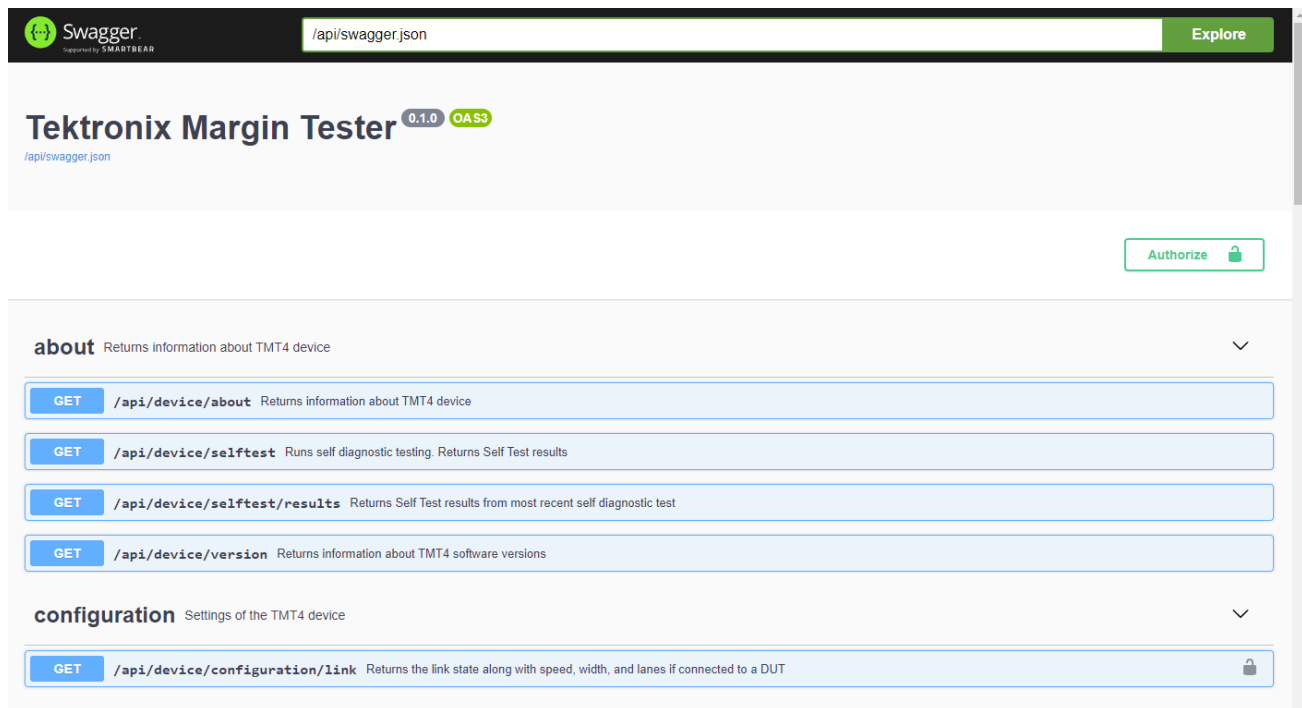 Swagger.
Supported by SMARTBEAR
/api/swagger.json
Explore
Tektronix Margin Tester 0.1.0 OAS3
/api/swagger.json
Authorize
about Returns information about TMT4 device
GET /api/device/about Returns information about TMT4 device
GET /api/device/selftest Runs self diagnostic testing. Returns Self Test results
GET /api/device/selftest/results Returns Self Test results from most recent self diagnostic test
GET /api/device/version Returns information about TMT4 software versions
configuration Settings of the TMT4 device
GET /api/device/configuration/link Returns the link state along with speed, width, and lanes if connected to a DUT